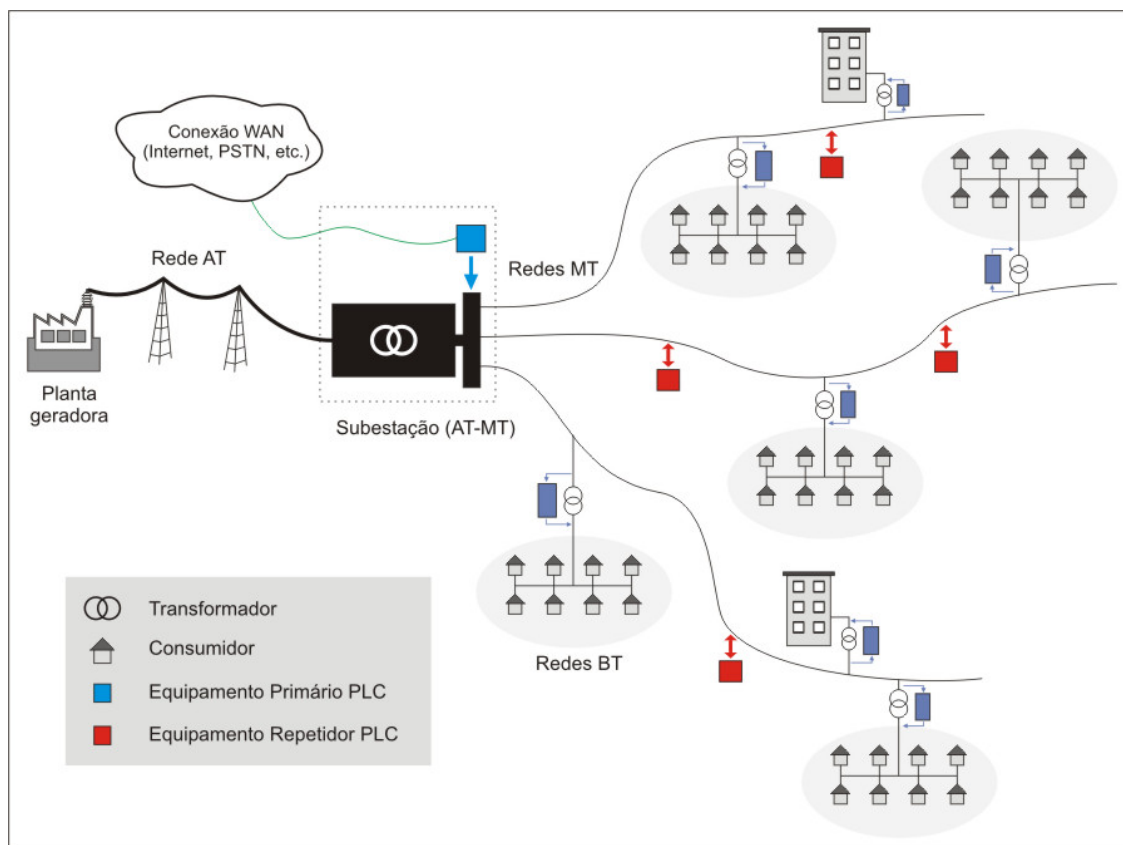 Conexão WAN
(Internet, PSTN, etc.)
Rede AT
Redes MT
Planta
geradora
Subestação (AT-MT)
Redes BT
Transformador
Consumidor
Equipamento Primário PLC
Equipamento Repetidor PLC